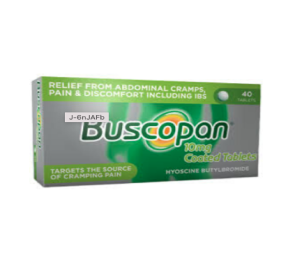 RELIEF FROM ABDOMINAL CRAMPS,
PAIN & DISCOMFORT INCLUDING IBS
40
TABLETS
J-6nJAFb
Buscopan
10mg
Coated Tablets
TARGETS THE SOURCE
OF CRAMPING PAIN
HYOSCINE BUTYLBROMIDE